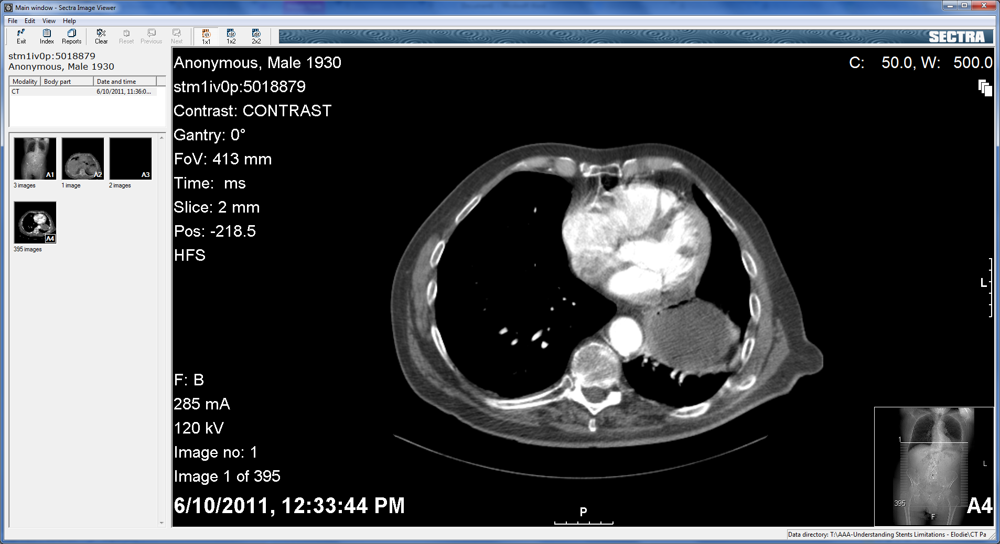 Main window - Sectra Image Viewer
File Edit View Help
Exit Index Reports Clear Reset Previous Next 1x1 1x2 2x2
SECTRA
stm1iv0p:5018879
Anonymous, Male 1930
Modality Body part Date and time
CT 6/10/2011, 11:36:0...
A1 A2 A3
3 images 1 image 2 images
A4
395 images
Anonymous, Male 1930
C: 50.0, W: 500.0
stm1iv0p:5018879
Contrast: CONTRAST
Gantry: 0°
FoV: 413 mm
Time: ms
Slice: 2 mm
Pos: -218.5
HFS
L
F: B
285 mA
120 kV
Image no: 1
Image 1 of 395
6/10/2011, 12:33:44 PM
P
1
L
395
F
A4
Data directory: T:\AAA-Understanding Stents Limitations - Elodie\CT Pa